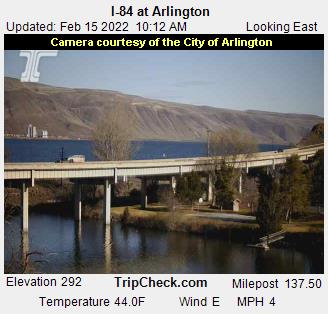 I-84 at Arlington
Updated: Feb 15 2022 10:12 AM Looking East
Camera courtesy of the City of Arlington
Elevation 292 TripCheck.com Milepost 137.50
Temperature 44.0F Wind E MPH 4